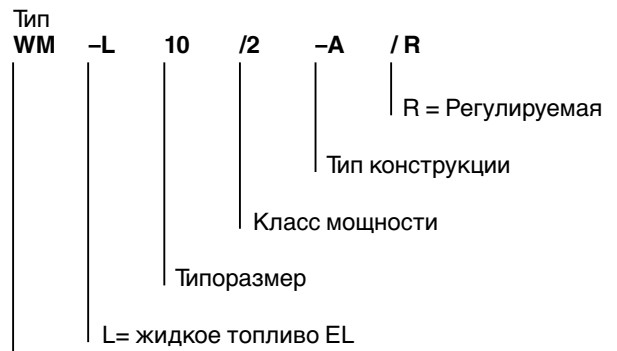 Тип
WM –L 10 /2 –A / R
R = Регулируемая
Тип конструкции
Класс мощности
Типоразмер
L= жидкое топливо EL